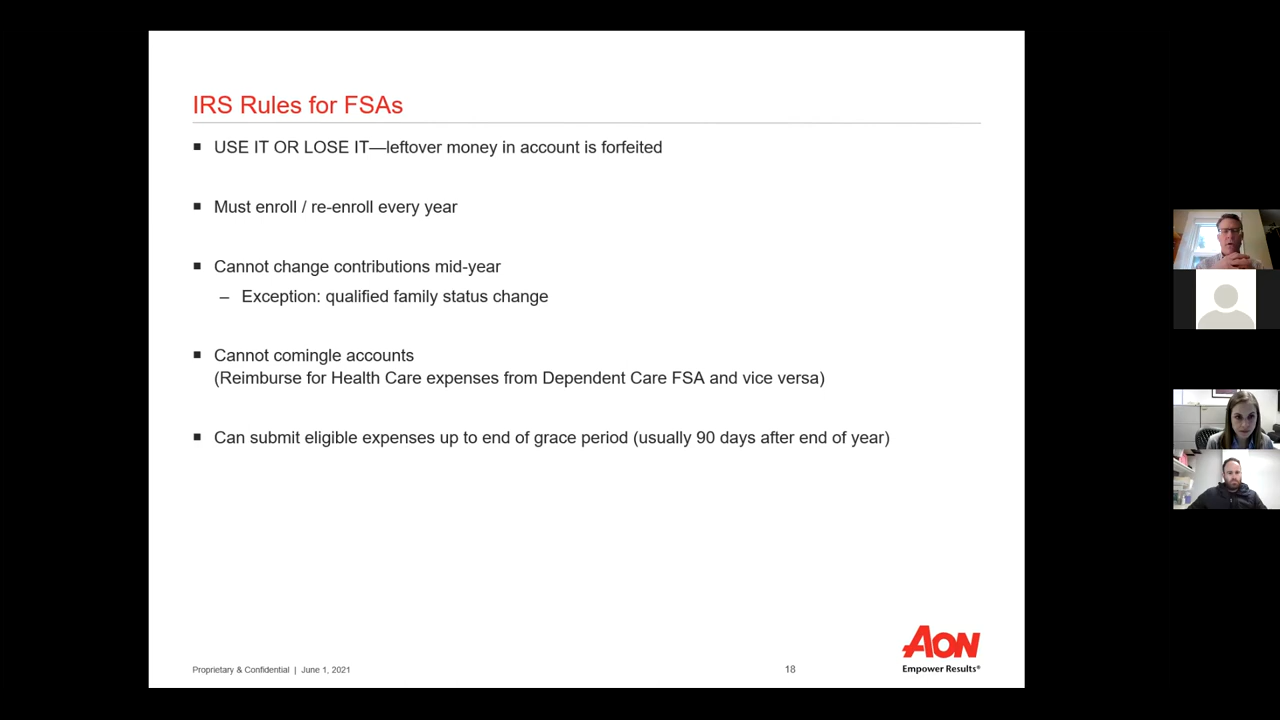 IRS Rules for FSAs
▪ USE IT OR LOSE IT—leftover money in account is forfeited
▪ Must enroll / re-enroll every year
▪ Cannot change contributions mid-year
– Exception: qualified family status change
▪ Cannot comingle accounts
(Reimburse for Health Care expenses from Dependent Care FSA and vice versa)
▪ Can submit eligible expenses up to end of grace period (usually 90 days after end of year)
AON
Empower Results®
Proprietary & Confidential | June 1, 2021
18